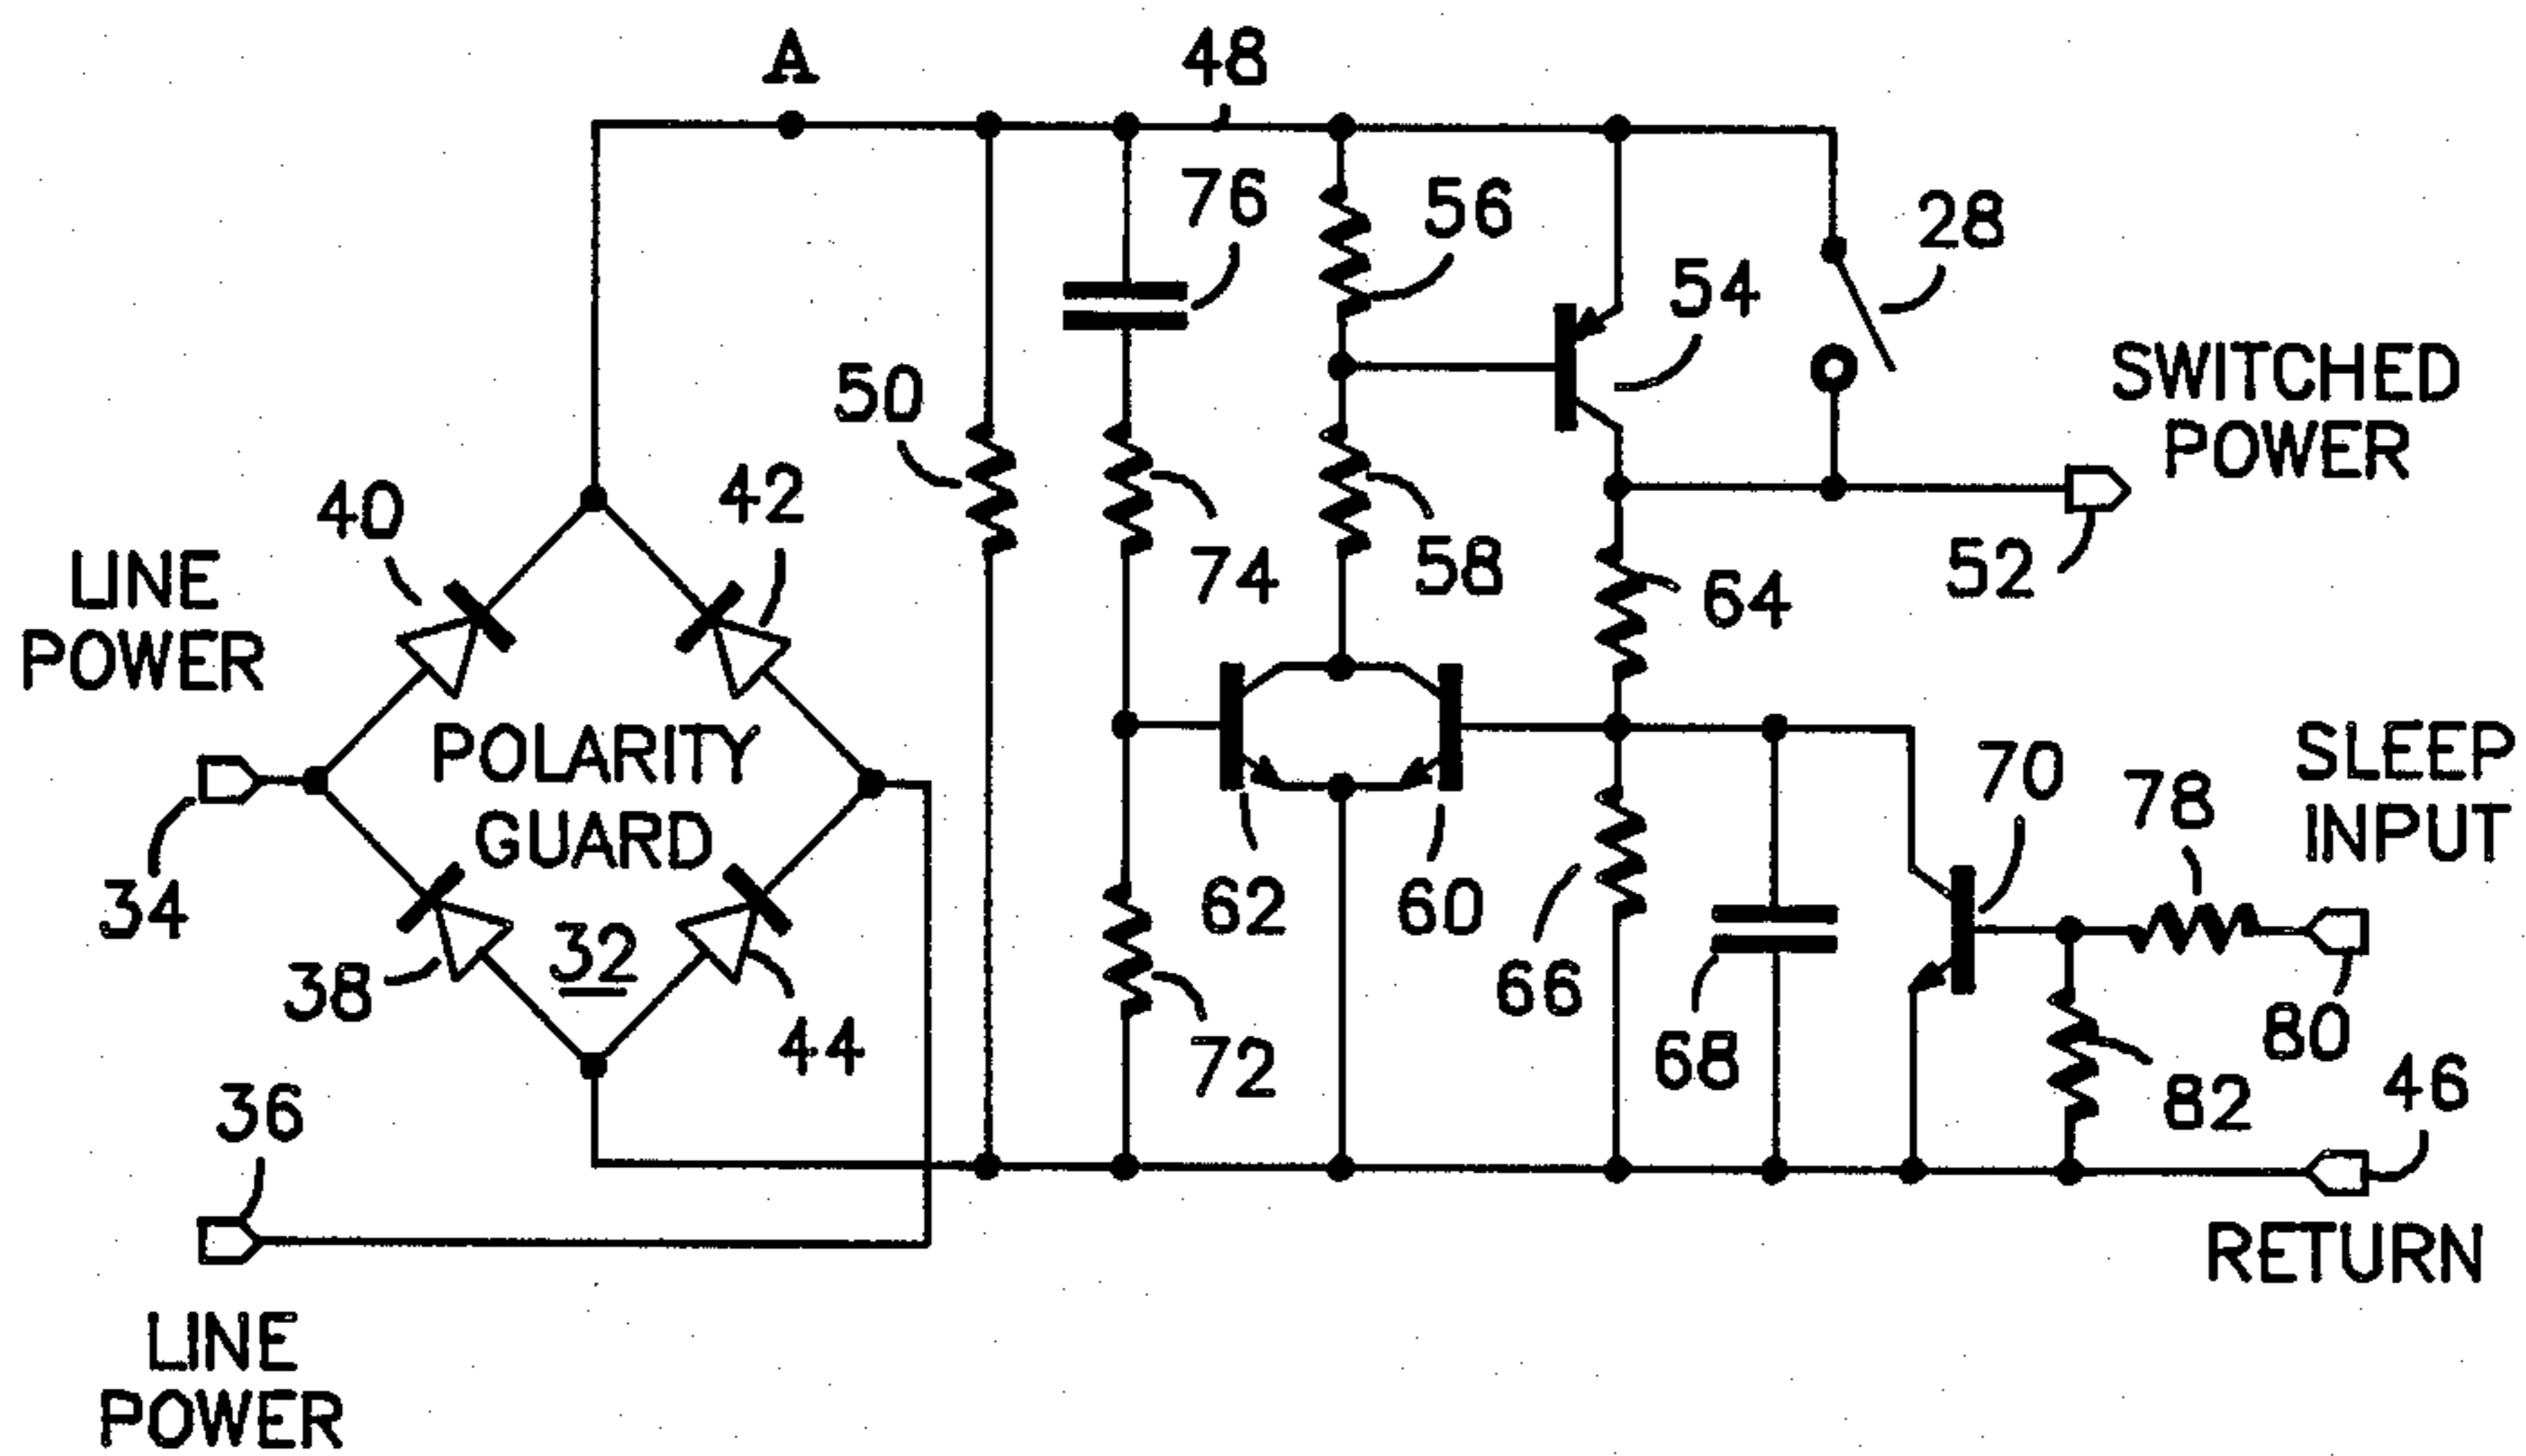 A
48
76
56
28
54
50
SWITCHED
POWER
40
42
LINE
POWER
74
58
64
52
POLARITY
GUARD
SLEEP
INPUT
70
78
34
62
60
32
38
66
44
72
68
80
82
46
36
RETURN
LINE
POWER